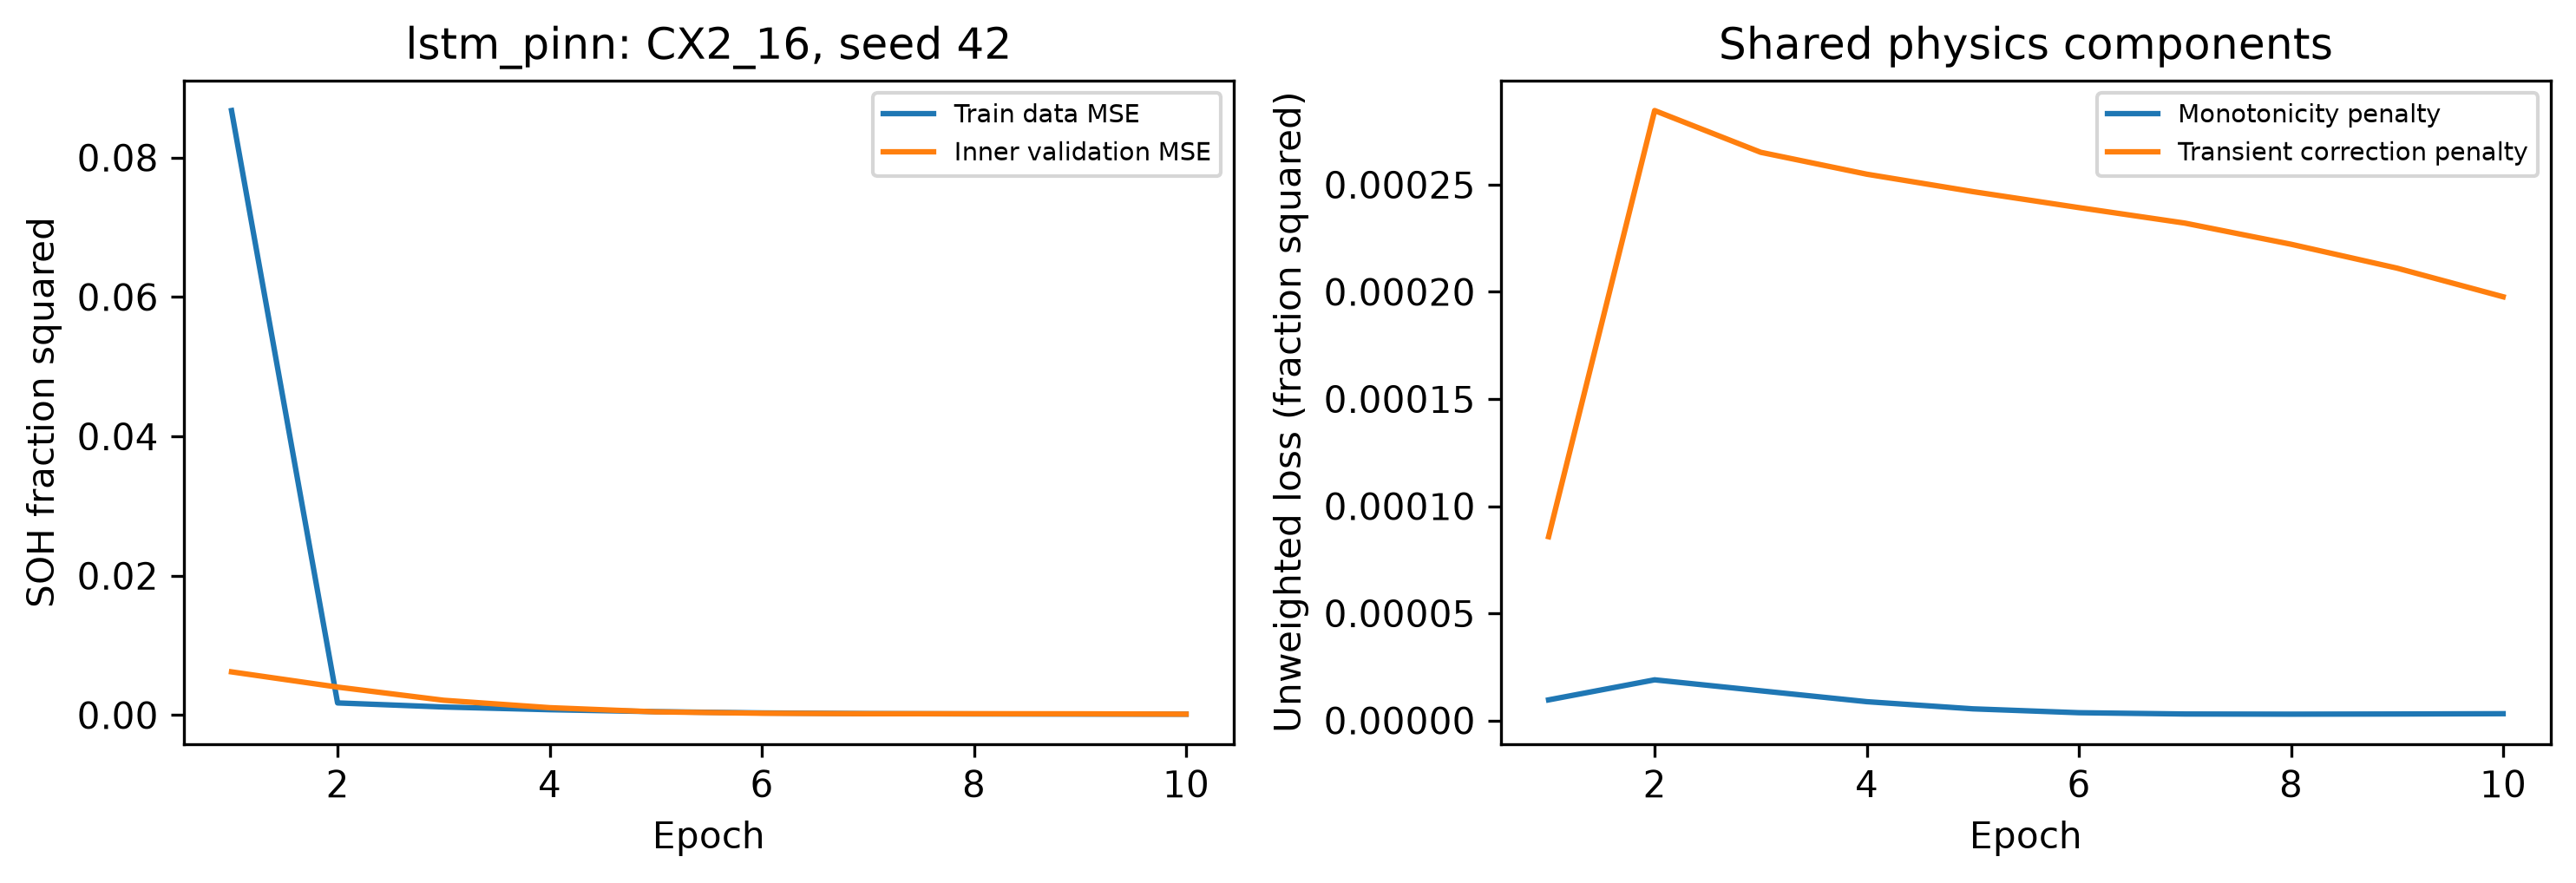 lstm_pinn: CX2_16, seed 42
SOH fraction squared
0.08
0.06
0.04
0.02
0.00
Train data MSE
Inner validation MSE
2 4 6 8 10
Epoch
Shared physics components
Unweighted loss (fraction squared)
0.00025
0.00020
0.00015
0.00010
0.00005
0.00000
Monotonicity penalty
Transient correction penalty
2 4 6 8 10
Epoch